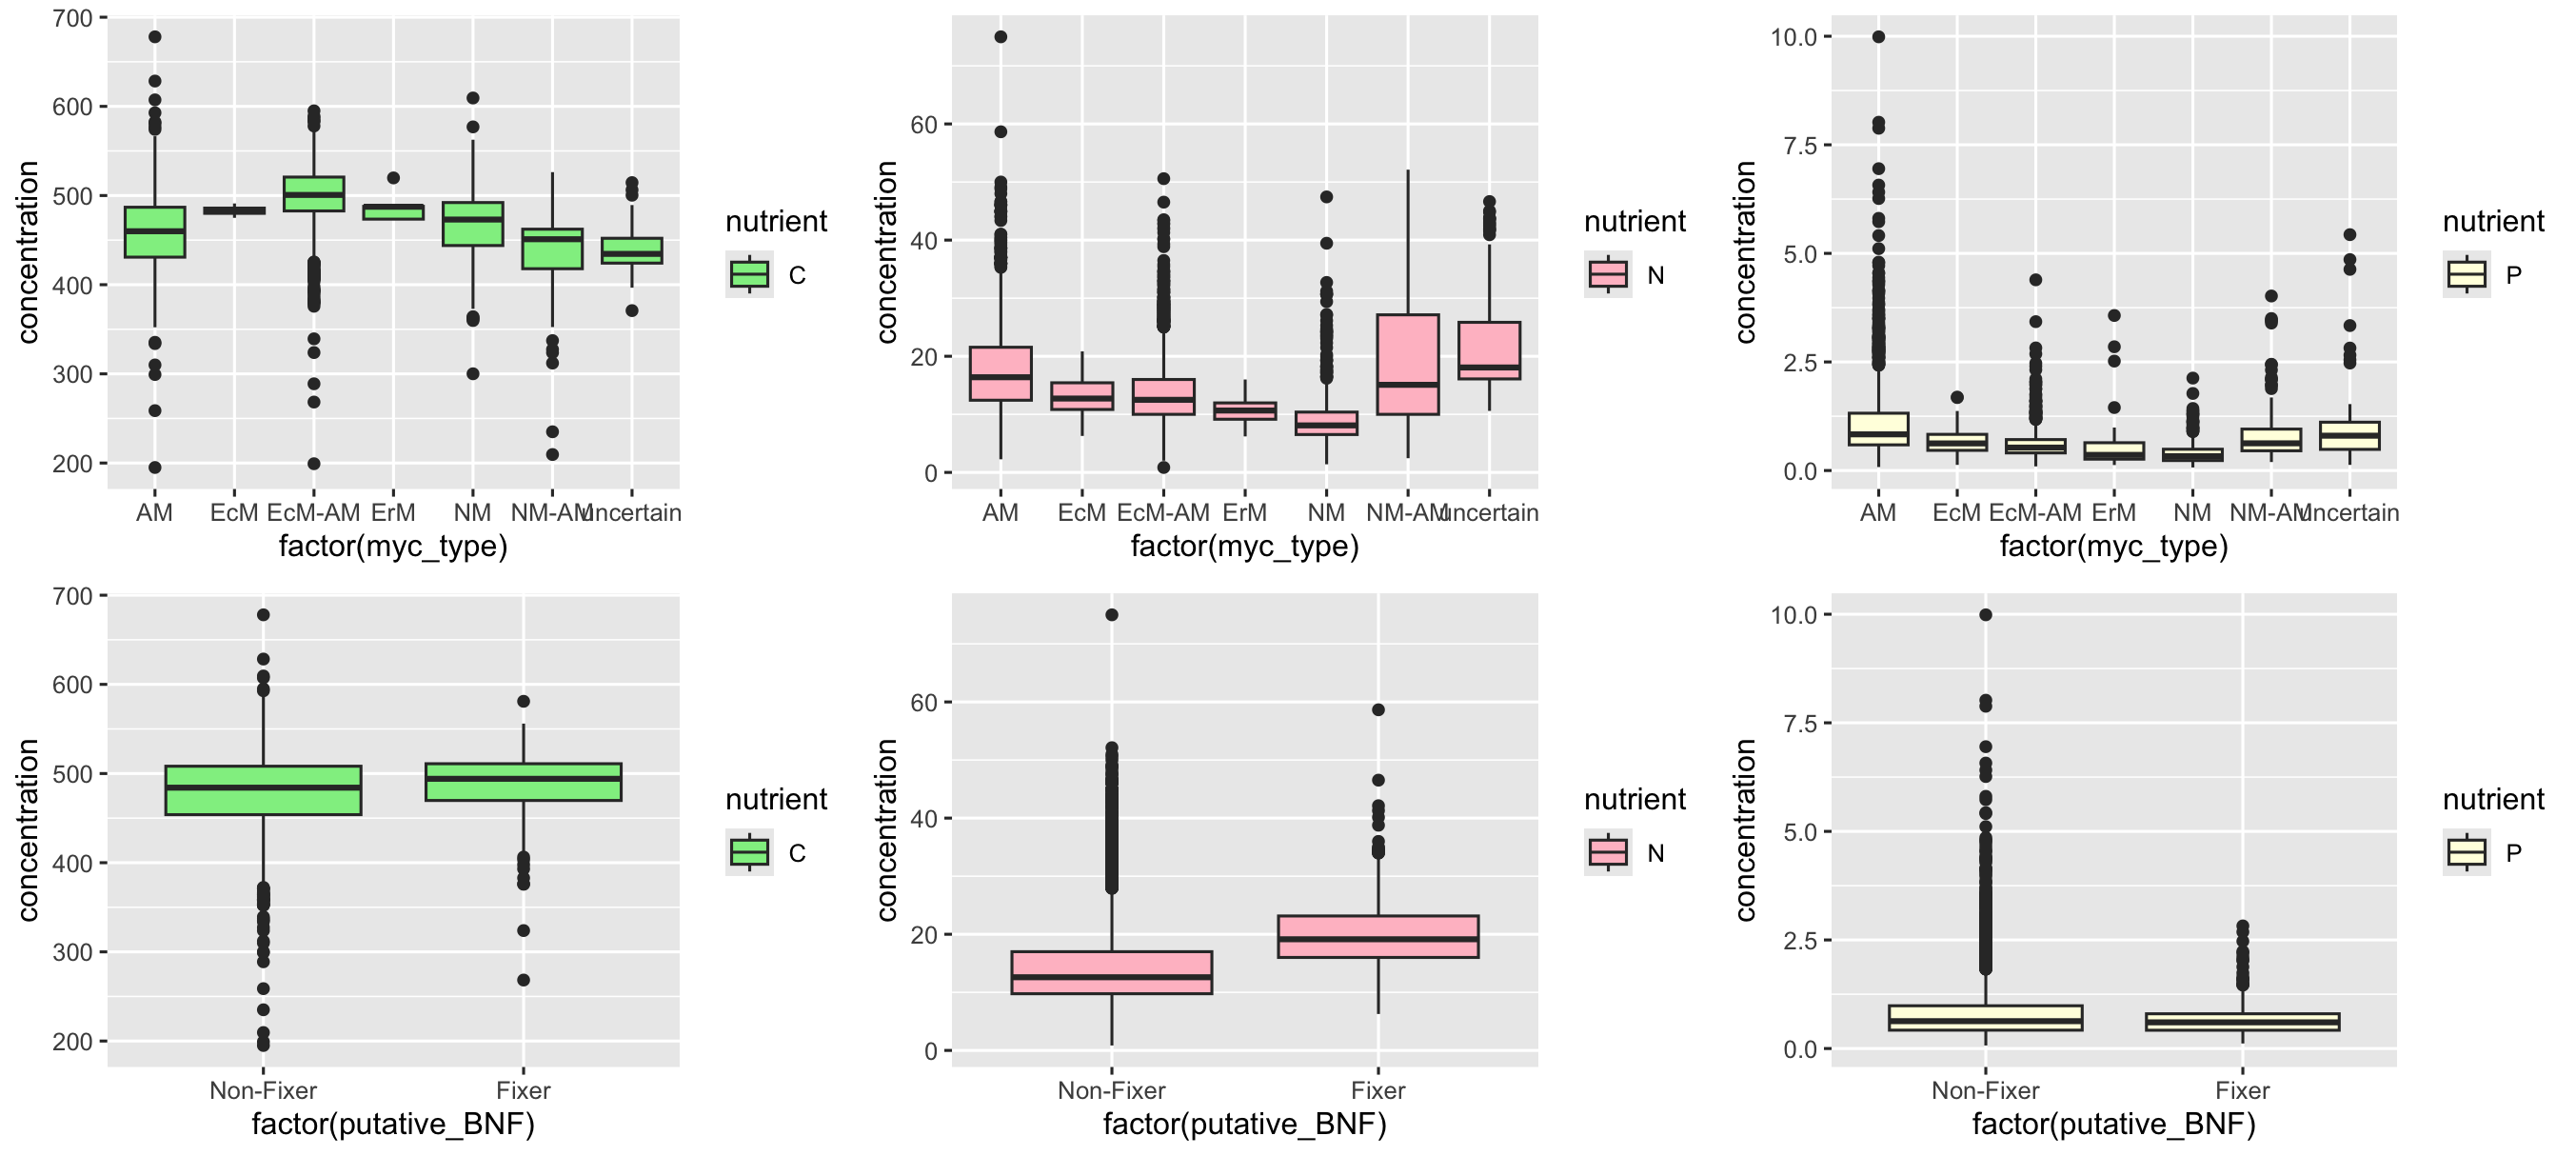 700
600
500
400
300
200
concentration
AM EcM EcM-AM ErM NM NM-AM uncertain
factor(myc_type)
nutrient
C
60
40
20
0
concentration
AM EcM EcM-AM ErM NM NM-AM uncertain
factor(myc_type)
nutrient
N
10.0
7.5
5.0
2.5
0.0
concentration
AM EcM EcM-AM ErM NM NM-AM uncertain
factor(myc_type)
nutrient
P
700
600
500
400
300
200
concentration
Non-Fixer Fixer
factor(putative_BNF)
nutrient
C
60
40
20
0
concentration
Non-Fixer Fixer
factor(putative_BNF)
nutrient
N
10.0
7.5
5.0
2.5
0.0
concentration
Non-Fixer Fixer
factor(putative_BNF)
nutrient
P